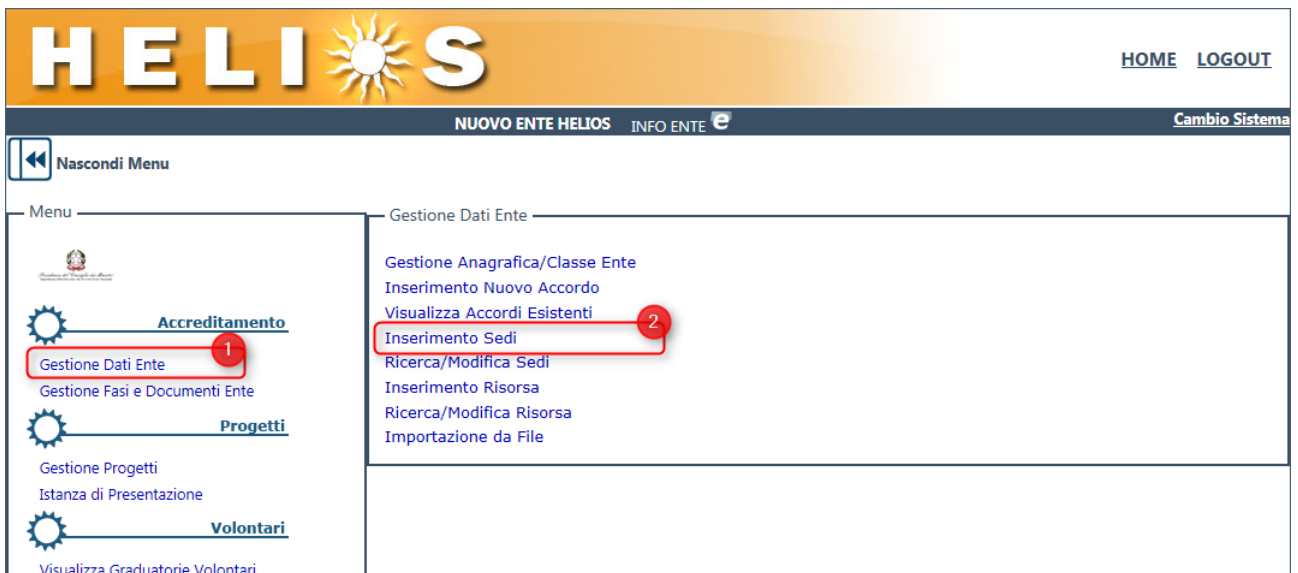 HELIOS
HOME LOGOUT
NUOVO ENTE HELIOS INFO ENTE e
Cambio Sistema
Nascondi Menu
Menu
Accreditamento
1
Gestione Dati Ente
Gestione Fasi e Documenti Ente
Progetti
Gestione Progetti
Istanza di Presentazione
Volontari
Visualizza Graduatorie Volontari
Gestione Dati Ente
Gestione Anagrafica/Classe Ente
Inserimento Nuovo Accordo
Visualizza Accordi Esistenti
2
Inserimento Sedi
Ricerca/Modifica Sedi
Inserimento Risorsa
Ricerca/Modifica Risorsa
Importazione da File